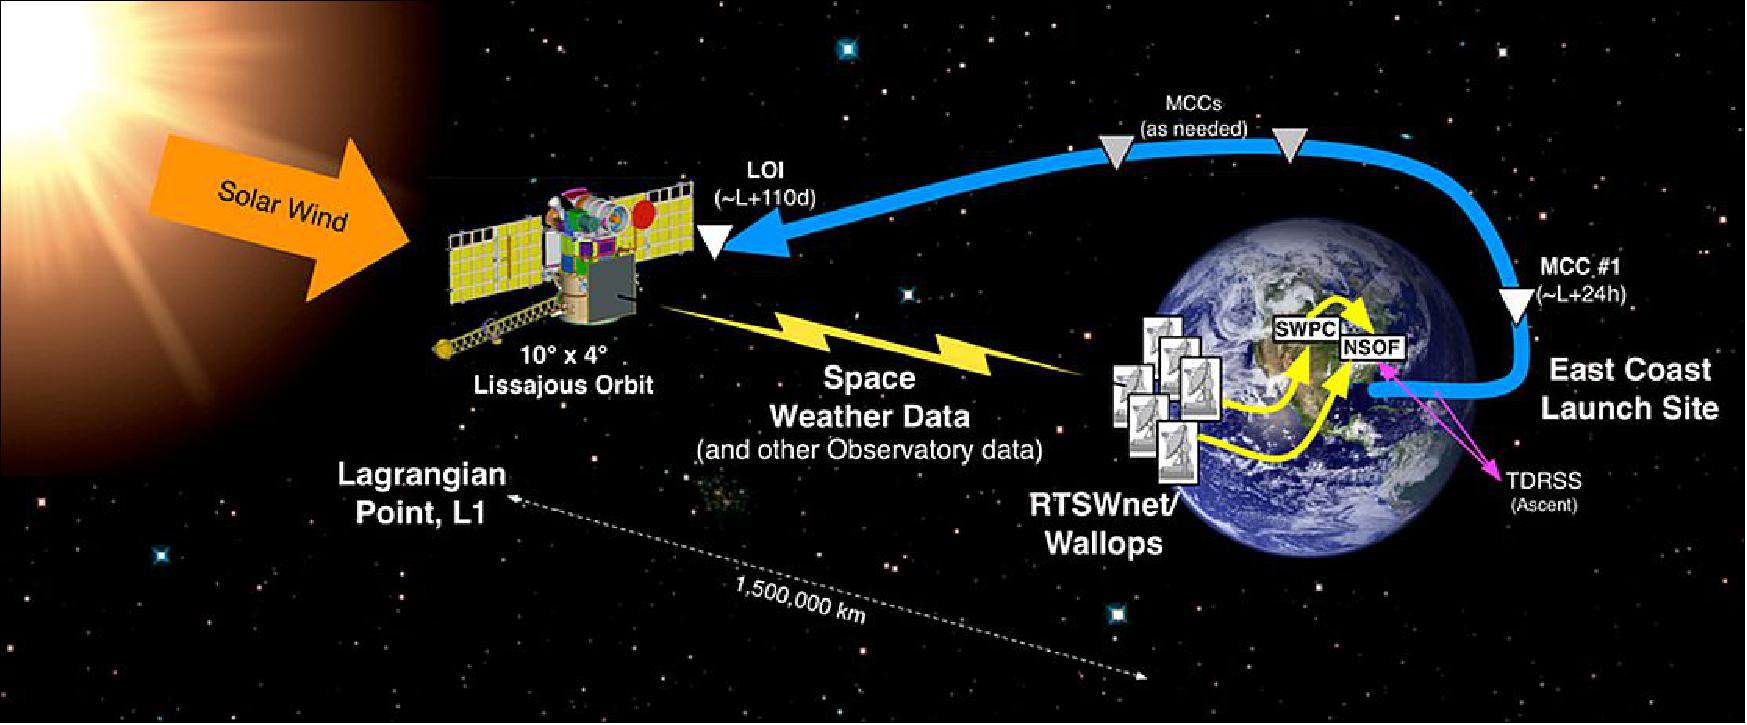 Solar Wind
MCCs
(as needed)
LOI
(~L+110d)
MCC #1
(~L+24h)
SWPC
NSOF
10° x 4°
Lissajous Orbit
Space
Weather Data
(and other Observatory data)
East Coast
Launch Site
Lagrangian
Point, L1
TDRSS
(Ascent)
RTSWnet/
Wallops
1,500,000 km